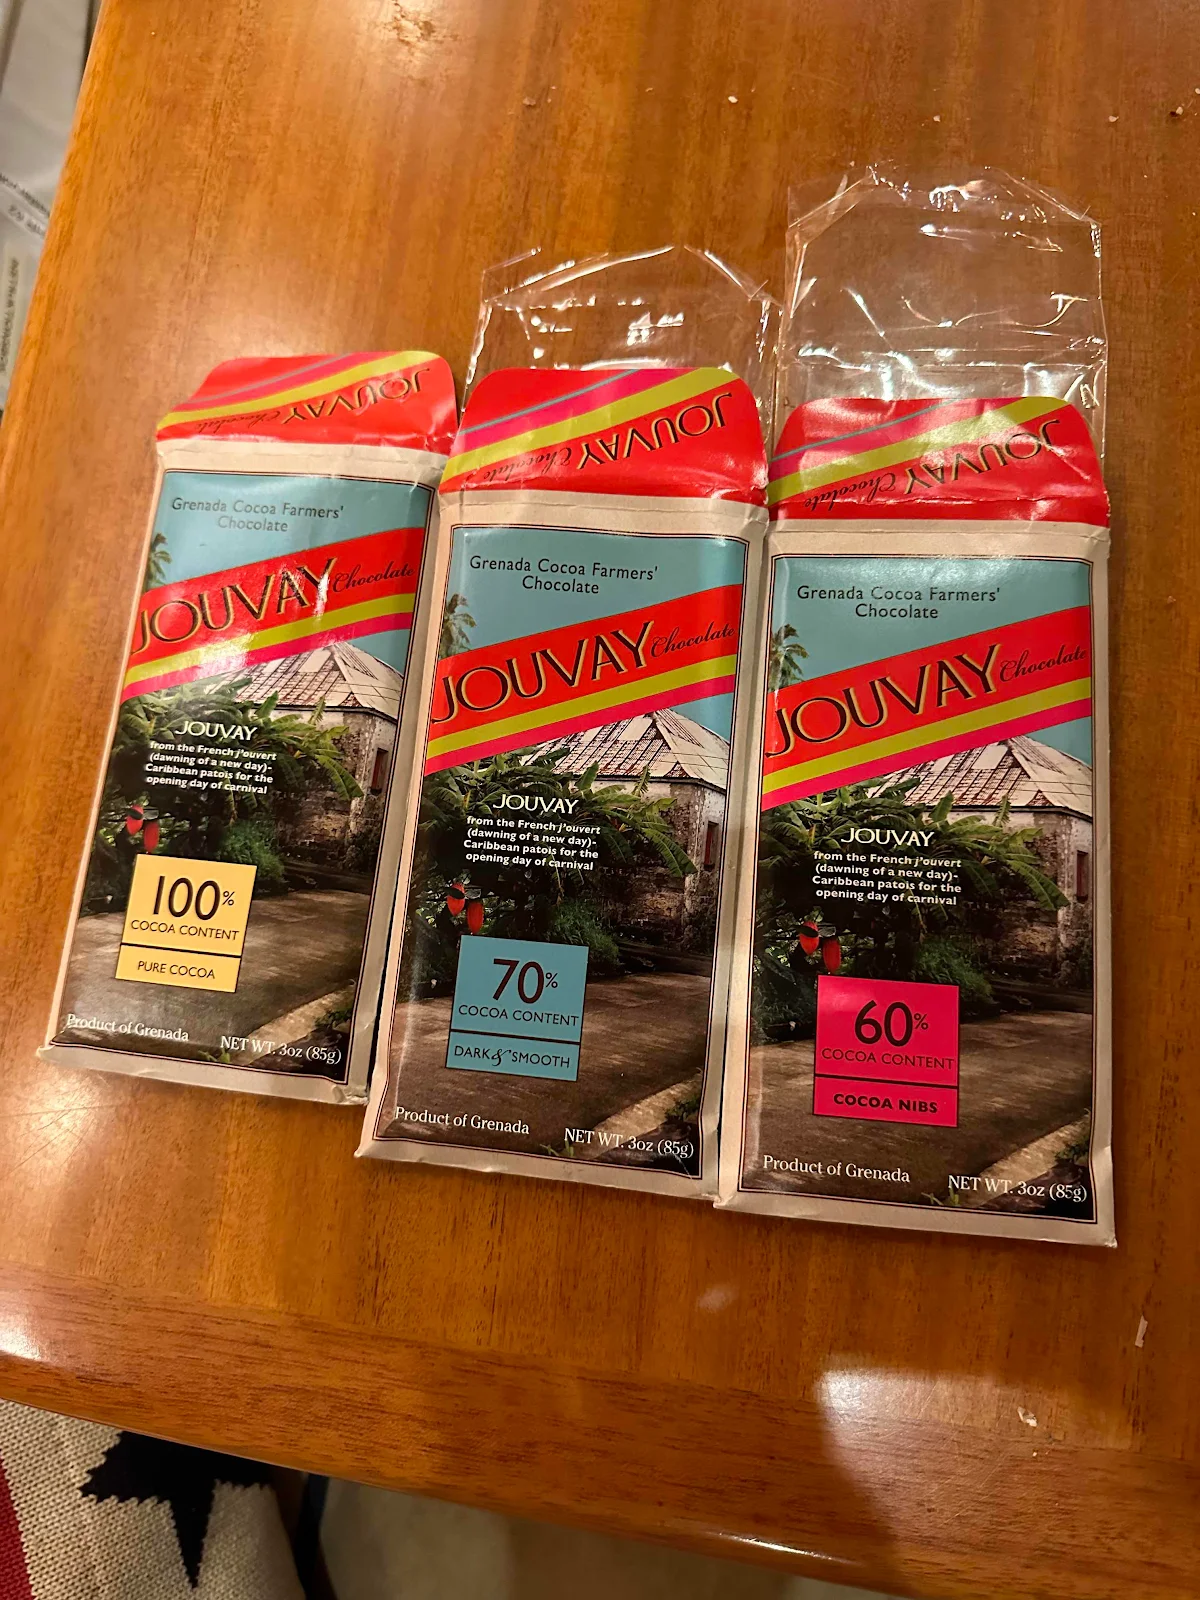 JOUVAY Chocolate
Grenada Cocoa Farmers'
Chocolate
JOUVAY Chocolate
JOUVAY
from the French j'ouvert
(dawning of a new day)-
Caribbean patois for the
opening day of carnival
100%
COCOA CONTENT
PURE COCOA
Product of Grenada
NET WT. 3oz (85g)
JOUVAY Chocolate
Grenada Cocoa Farmers'
Chocolate
JOUVAY Chocolate
JOUVAY
from the French j'ouvert
(dawning of a new day)-
Caribbean patois for the
opening day of carnival
70%
COCOA CONTENT
DARK & SMOOTH
Product of Grenada
NET WT. 3oz (85g)
JOUVAY Chocolate
Grenada Cocoa Farmers'
Chocolate
JOUVAY Chocolate
JOUVAY
from the French j'ouvert
(dawning of a new day)-
Caribbean patois for the
opening day of carnival
60%
COCOA CONTENT
COCOA NIBS
Product of Grenada
NET WT. 3oz (85g)